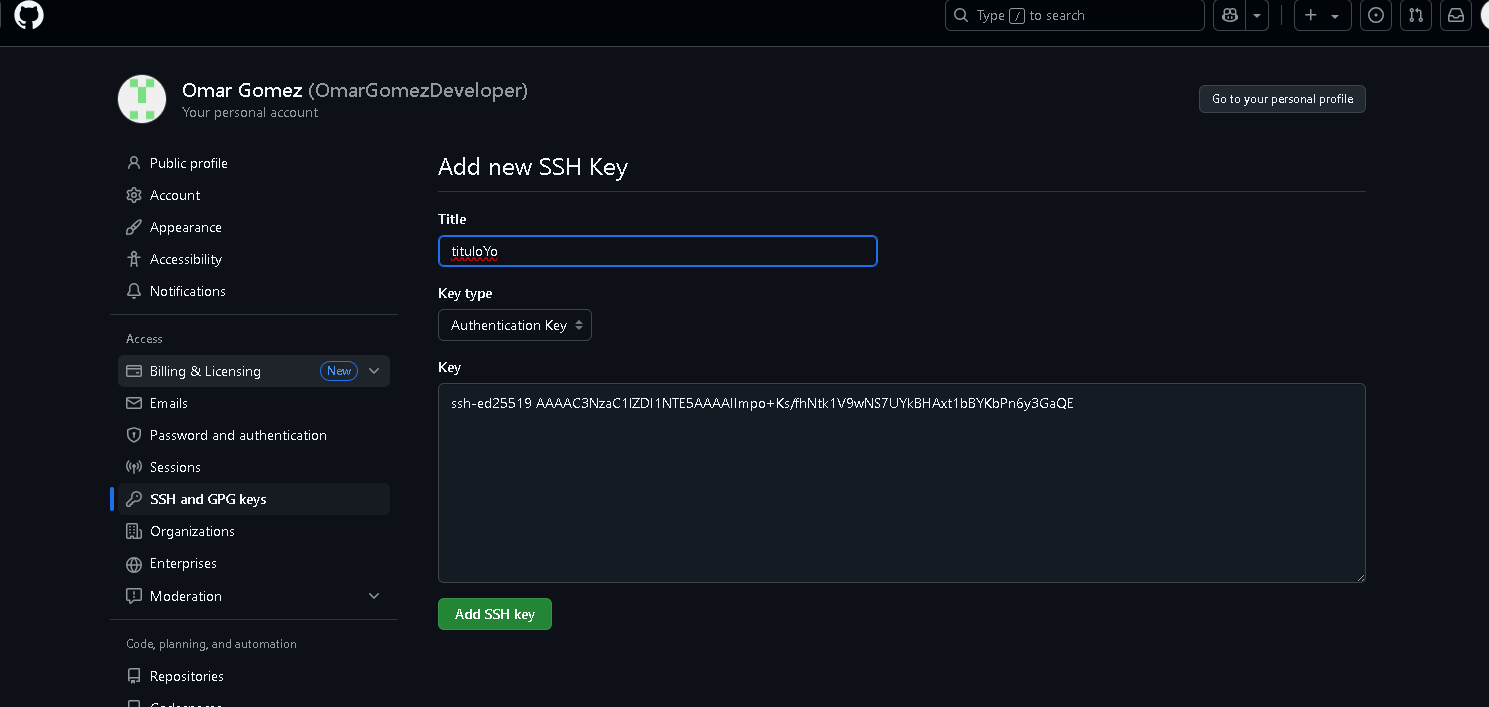 Type / to search
Omar Gomez (OmarGomezDeveloper)
Your personal account
Go to your personal profile
Public profile
Account
Appearance
Accessibility
Notifications
Access
Billing & Licensing New
Emails
Password and authentication
Sessions
SSH and GPG keys
Organizations
Enterprises
Moderation
Code, planning, and automation
Repositories
Add new SSH Key
Title
tituloYo
Key type
Authentication Key
Key
ssh-ed25519 AAAAC3NzaC1lZDI1NTE5AAAAIImpo+Ks/fhNtk1V9wNS7UYkBHAxt1bBYKbPn6y3GaQE
Add SSH key